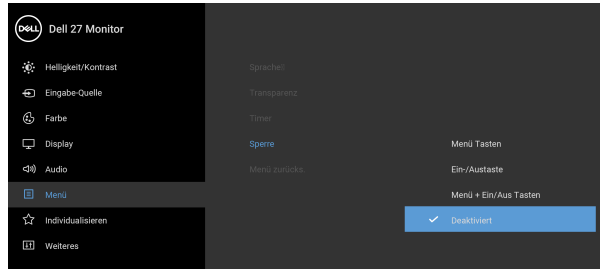 DELL Dell 27 Monitor
Helligkeit/Kontrast
Eingabe-Quelle
Farbe
Display
Audio
Menü
Individualisieren
Weiteres
Sprachell
Transparenz
Timer
Sperre
Menü zurücks.
Menü Tasten
Ein-/Austaste
Menü + Ein/Aus Tasten
Deaktiviert